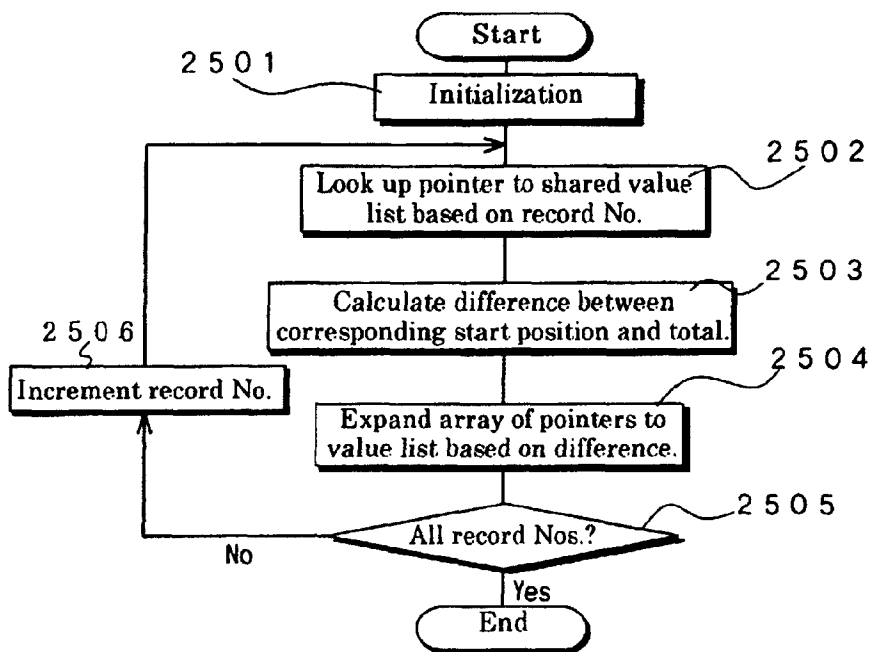 Start
2501
Initialization
2502
Look up pointer to shared value
list based on record No.
2503
Calculate difference between
corresponding start position and total.
2506
Increment record No.
2504
Expand array of pointers to
value list based on difference.
2505
All record Nos.?
No
Yes
End